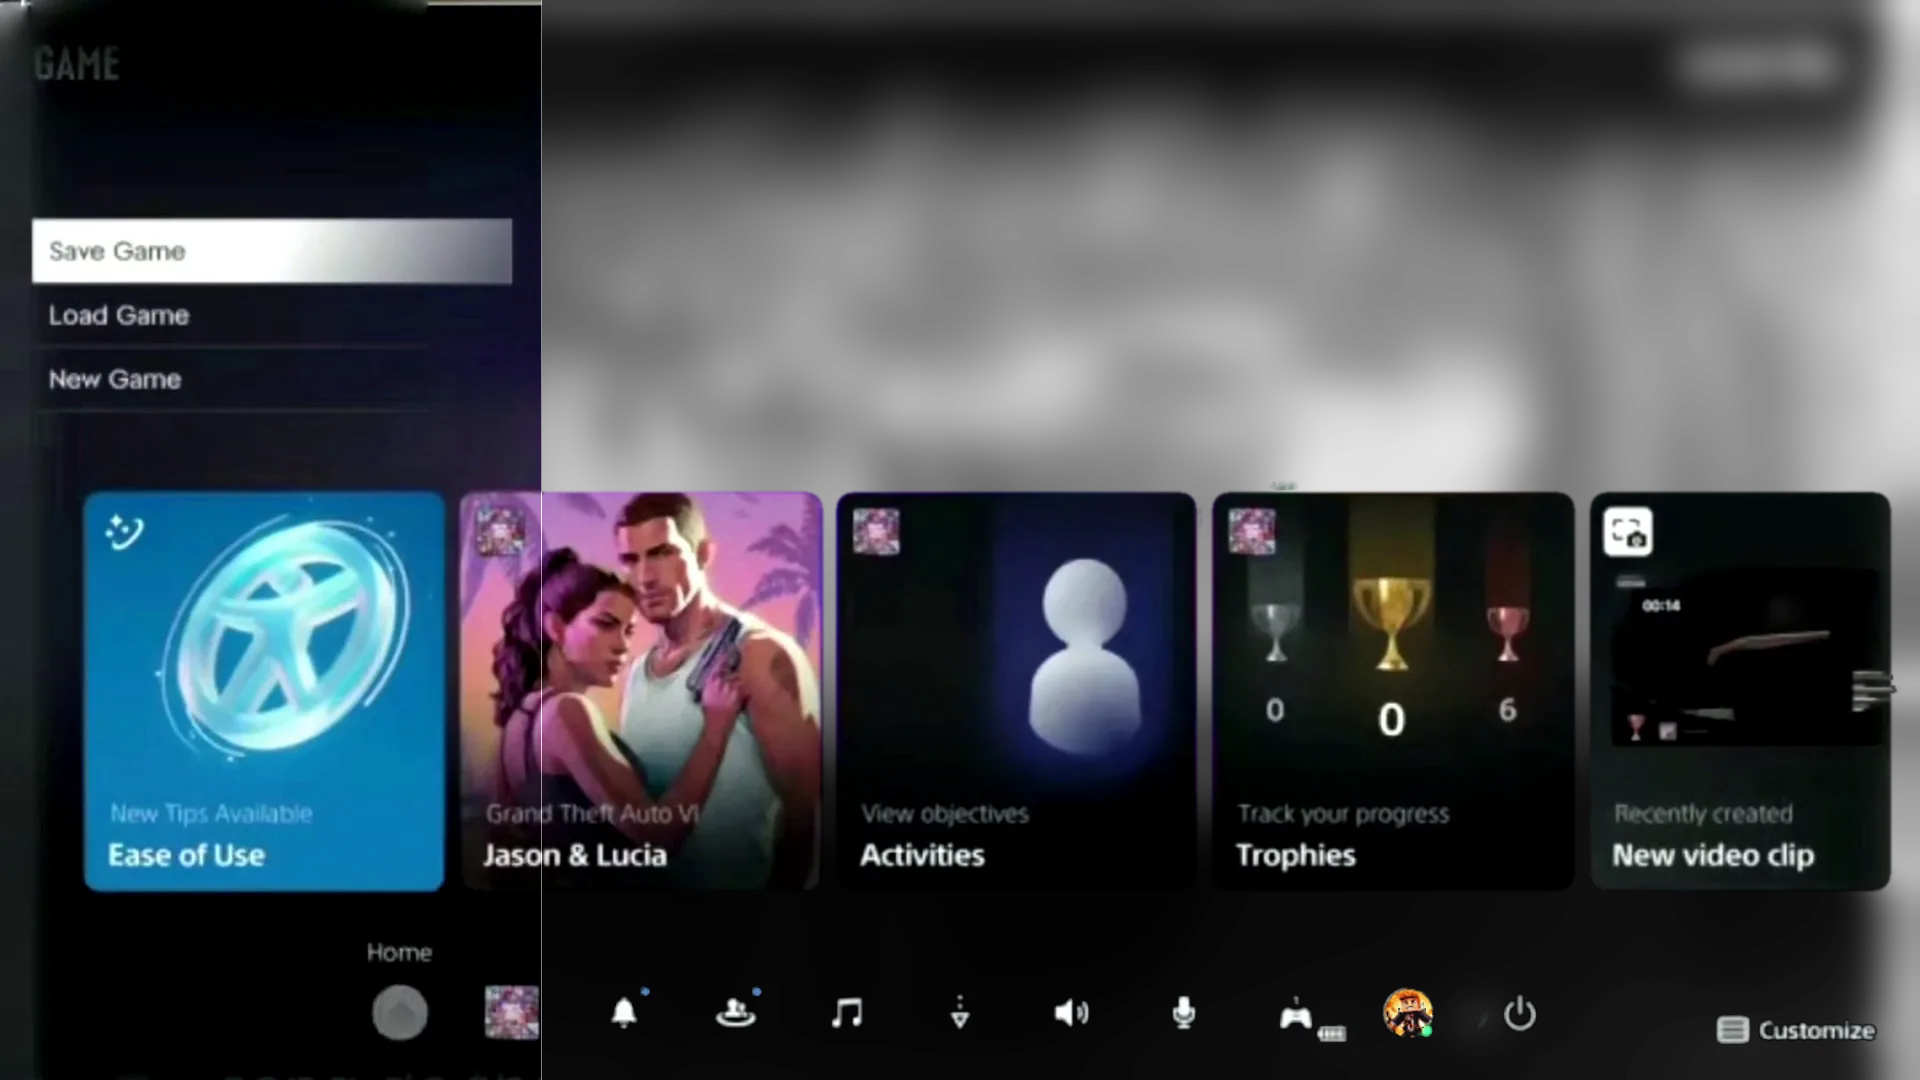 GAME
Save Game
Load Game
New Game
New Tips Available
Ease of Use
Grand Theft Auto VI
Jason & Lucia
View objectives
Activities
0
0
6
Track your progress
Trophies
00:14
Recently created
New video clip
Home
Customize